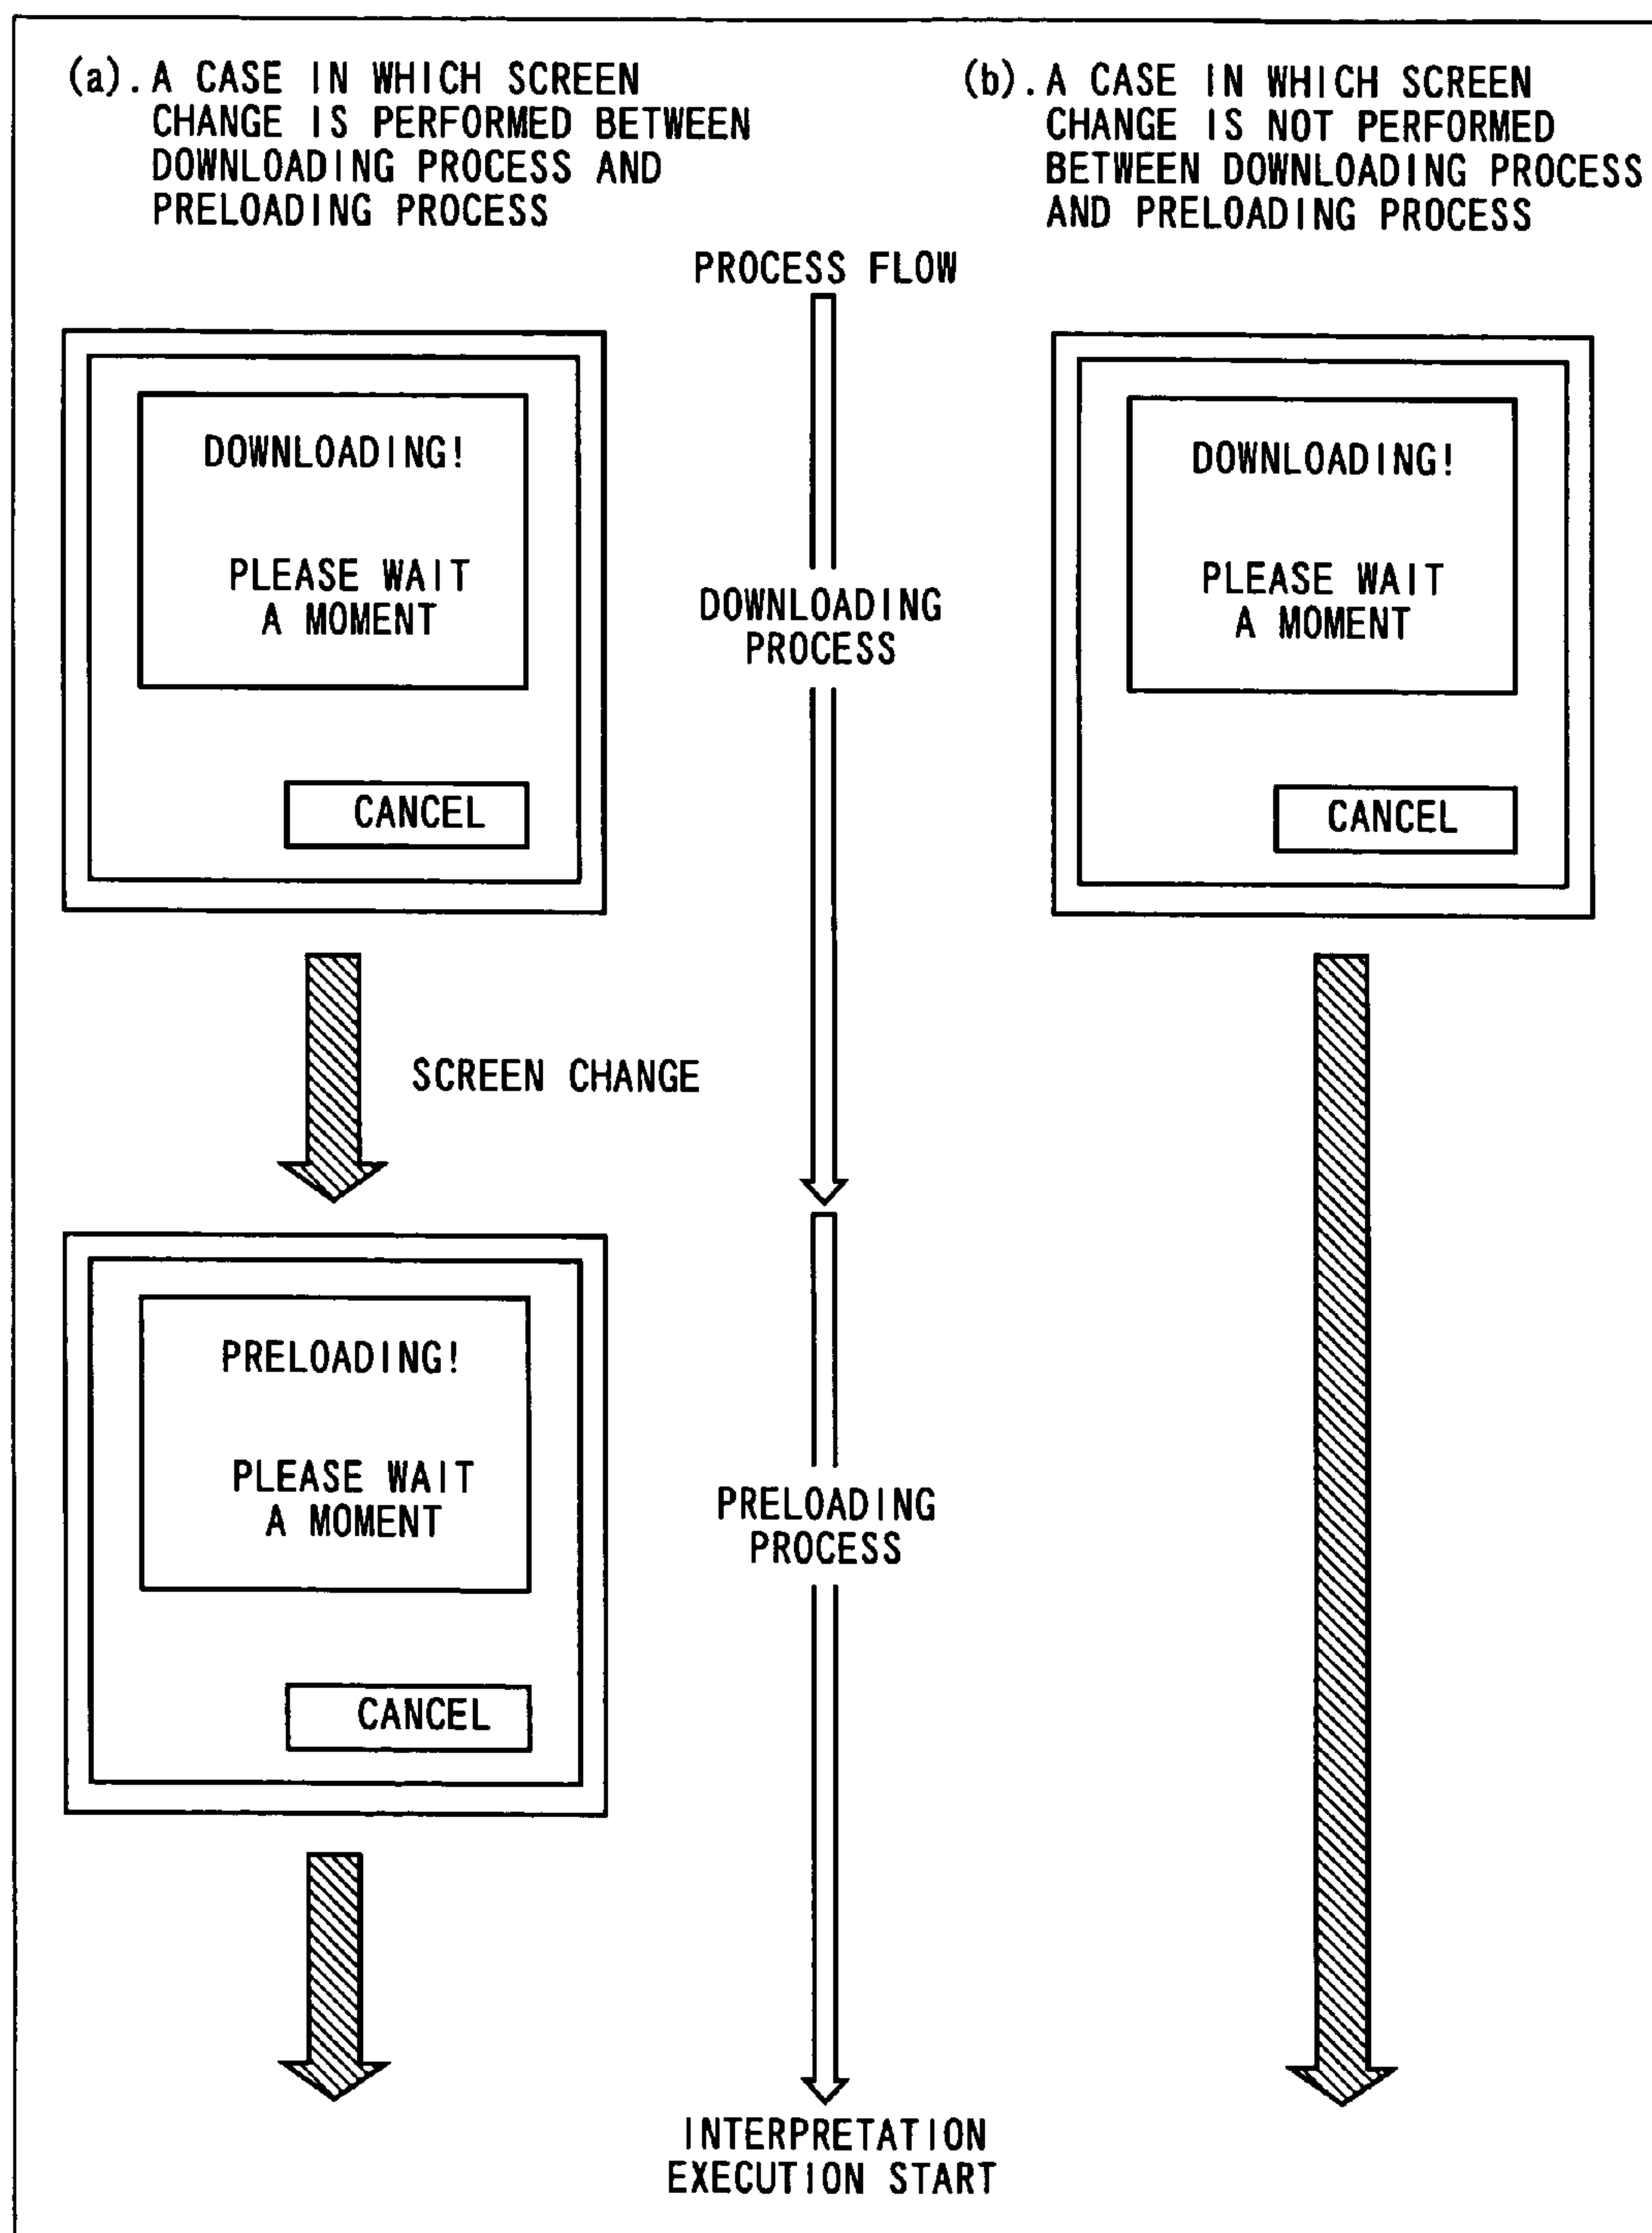 (a). A CASE IN WHICH SCREEN
CHANGE IS PERFORMED BETWEEN
DOWNLOADING PROCESS AND
PRELOADING PROCESS
(b). A CASE IN WHICH SCREEN
CHANGE IS NOT PERFORMED
BETWEEN DOWNLOADING PROCESS
AND PRELOADING PROCESS
PROCESS FLOW
DOWNLOADING!
PLEASE WAIT
A MOMENT
CANCEL
DOWNLOADING
PROCESS
DOWNLOADING!
PLEASE WAIT
A MOMENT
CANCEL
SCREEN CHANGE
PRELOADING!
PLEASE WAIT
A MOMENT
CANCEL
PRELOADING
PROCESS
INTERPRETATION
EXECUTION START